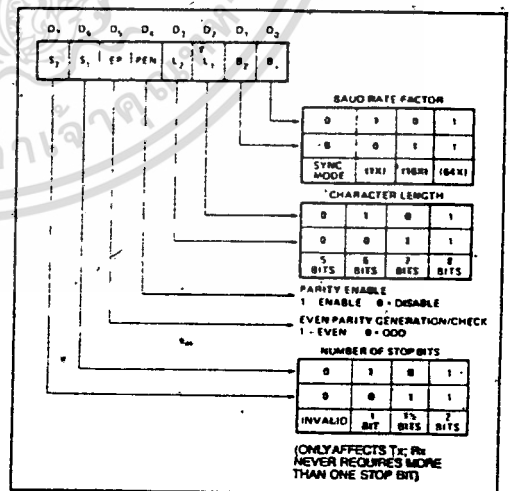 D₇ D₆ D₅ D₄ D₃ D₂ D₁ D₀
S₂ S₁ EP PEN L₂ L₁ B₂ B₁
BAUD RATE FACTOR
0 1 0 1
0 0 1 1
SYNC MODE (1X) (16X) (64X)
CHARACTER LENGTH
0 1 0 1
0 0 1 1
5 BITS 6 BITS 7 BITS 8 BITS
PARITY ENABLE
1 ENABLE 0 - DISABLE
EVEN PARITY GENERATION/CHECK
1 - EVEN 0 - ODD
NUMBER OF STOP BITS
0 1 0 1
0 0 1 1
INVALID 1 BIT 1½ BITS 2 BITS
(ONLY AFFECTS Tx; Rx
NEVER REQUIRES MORE
THAN ONE STOP BIT)